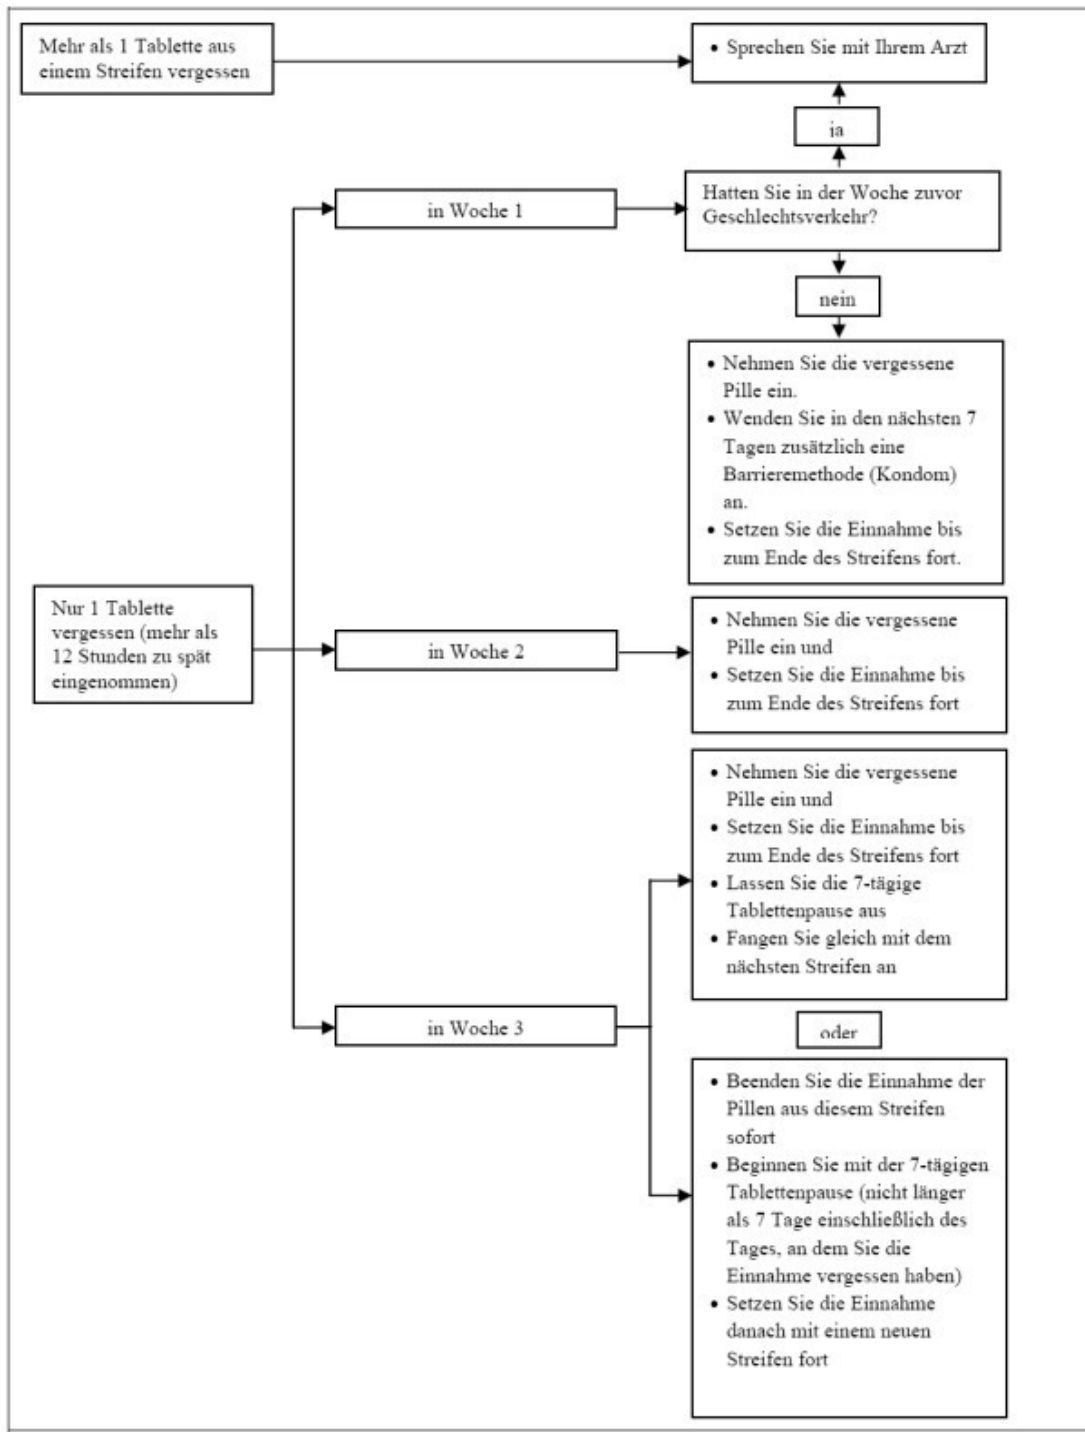 Mehr als 1 Tablette aus
einem Streifen vergessen
• Sprechen Sie mit Ihrem Arzt
ja
in Woche 1
Hatten Sie in der Woche zuvor
Geschlechtsverkehr?
nein
• Nehmen Sie die vergessene
Pille ein.
• Wenden Sie in den nächsten 7
Tagen zusätzlich eine
Barrieremethode (Kondom)
an.
• Setzen Sie die Einnahme bis
zum Ende des Streifens fort.
Nur 1 Tablette
vergessen (mehr als
12 Stunden zu spät
eingenommen)
in Woche 2
• Nehmen Sie die vergessene
Pille ein und
• Setzen Sie die Einnahme bis
zum Ende des Streifens fort
in Woche 3
• Nehmen Sie die vergessene
Pille ein und
• Setzen Sie die Einnahme bis
zum Ende des Streifens fort
• Lassen Sie die 7-tägige
Tablettenpause aus
• Fangen Sie gleich mit dem
nächsten Streifen an
oder
• Beenden Sie die Einnahme der
Pillen aus diesem Streifen
sofort
• Beginnen Sie mit der 7-tägigen
Tablettenpause (nicht länger
als 7 Tage einschließlich des
Tages, an dem Sie die
Einnahme vergessen haben)
• Setzen Sie die Einnahme
danach mit einem neuen
Streifen fort